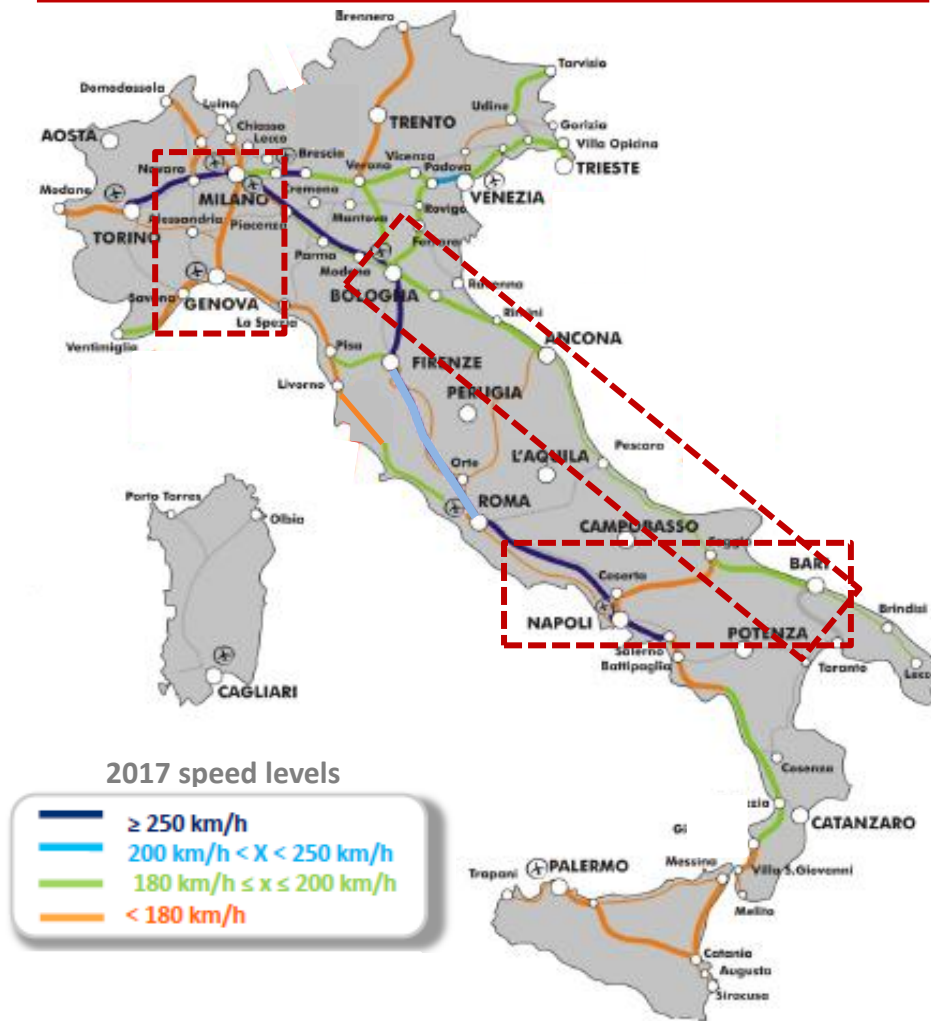 Brennero
Tarvisio
Domodossola
Luino
Udine
AOSTA
Chiasso
TRENTO
Gorizia
Lecco
Villa Opicina
Brescia
Vicenza
Padova
TRIESTE
Novara
Verona
Modane
MILANO
Cremona
VENEZIA
Mantova
Rovigo
TORINO
Alessandria
Piacenza
Ferrara
Parma
Modena
Ravenna
Savona
GENOVA
BOLOGNA
La Spezia
Rimini
Ventimiglia
Pisa
ANCONA
FIRENZE
Livorno
PERUGIA
Pescara
L'AQUILA
Orte
Porto Torres
ROMA
Olbia
CAMPOBASSO
Foggia
BARI
Caserta
Brindisi
NAPOLI
POTENZA
Salerno
Battipaglia
Taranto
Lecce
CAGLIARI
Cosenza
2017 speed levels
≥ 250 km/h
200 km/h < X < 250 km/h
180 km/h ≤ x ≤ 200 km/h
< 180 km/h
zia
CATANZARO
Gi
Messina
PALERMO
Villa S.Giovanni
Trapani
Melito
Catania
Augusta
Siracusa